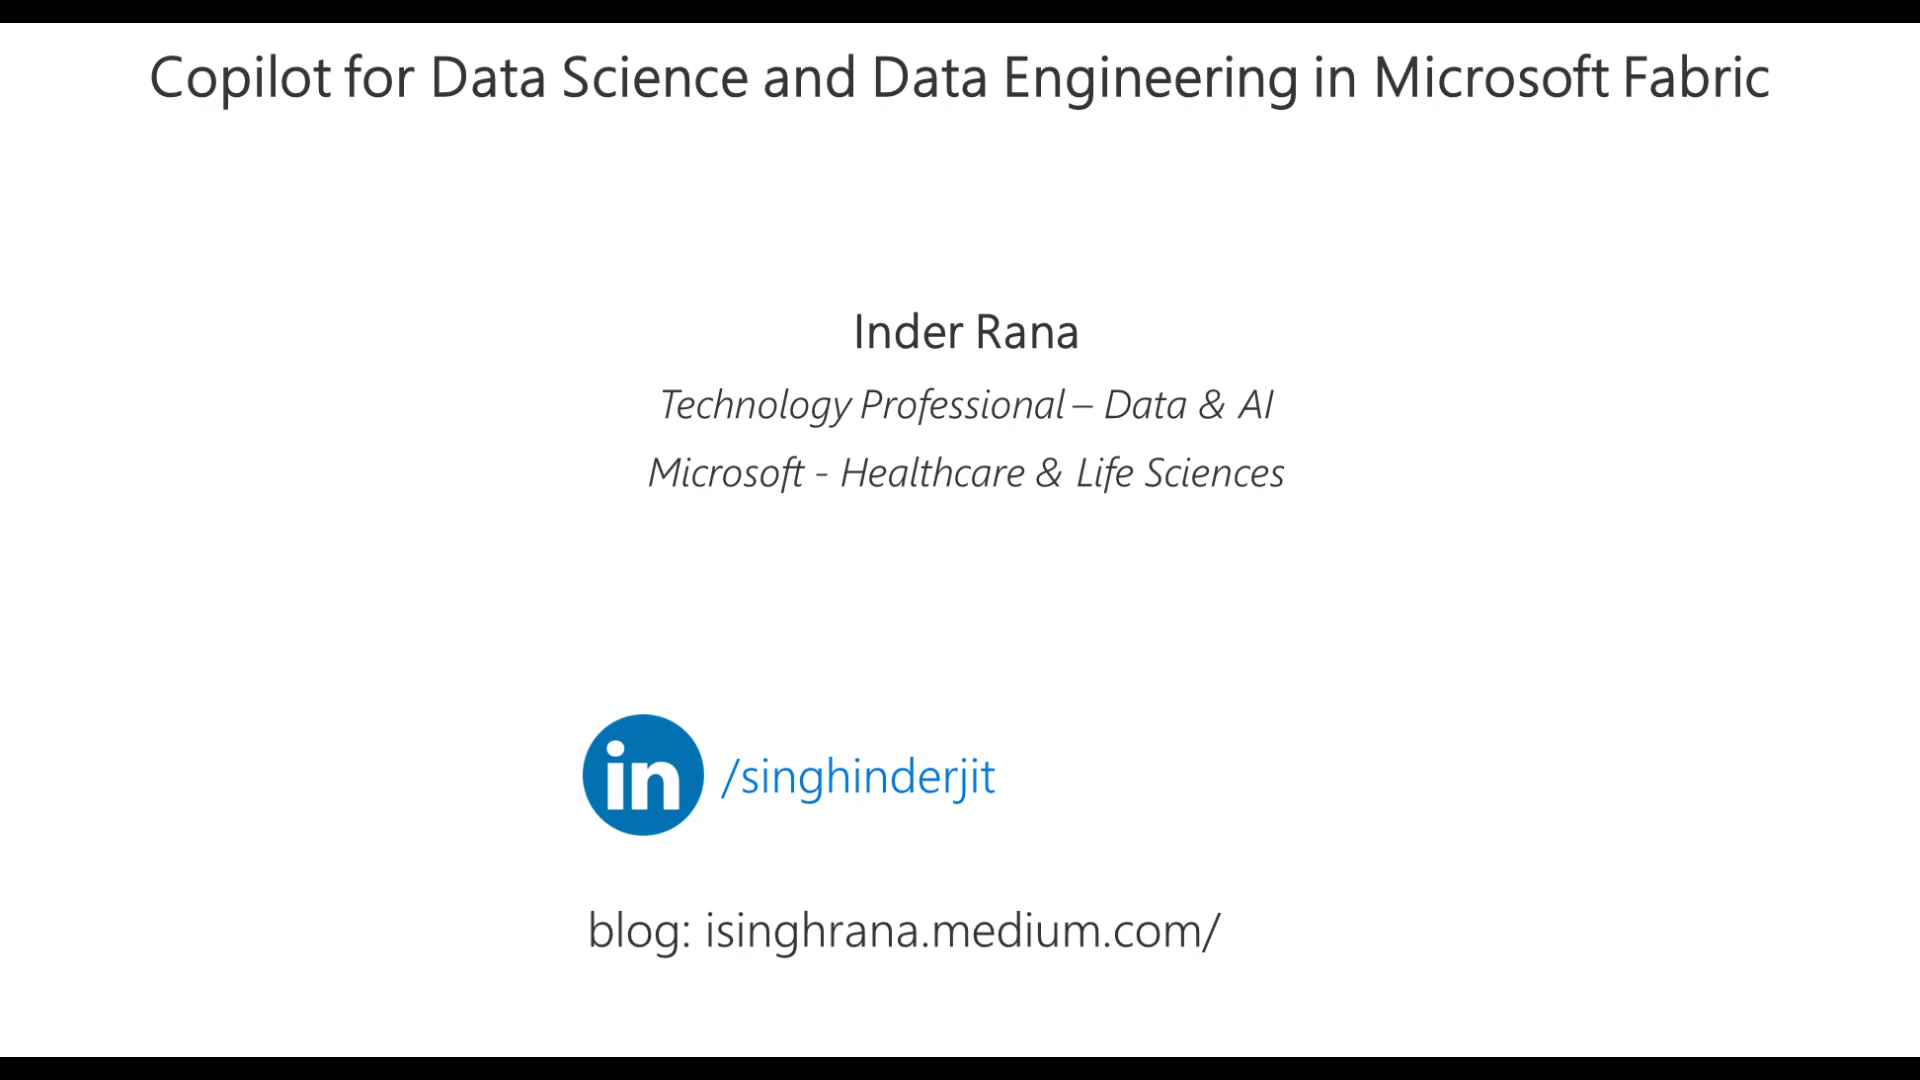 Copilot for Data Science and Data Engineering in Microsoft Fabric
Inder Rana
Technology Professional – Data & AI
Microsoft - Healthcare & Life Sciences
in /singhinderjit
blog: isinghrana.medium.com/